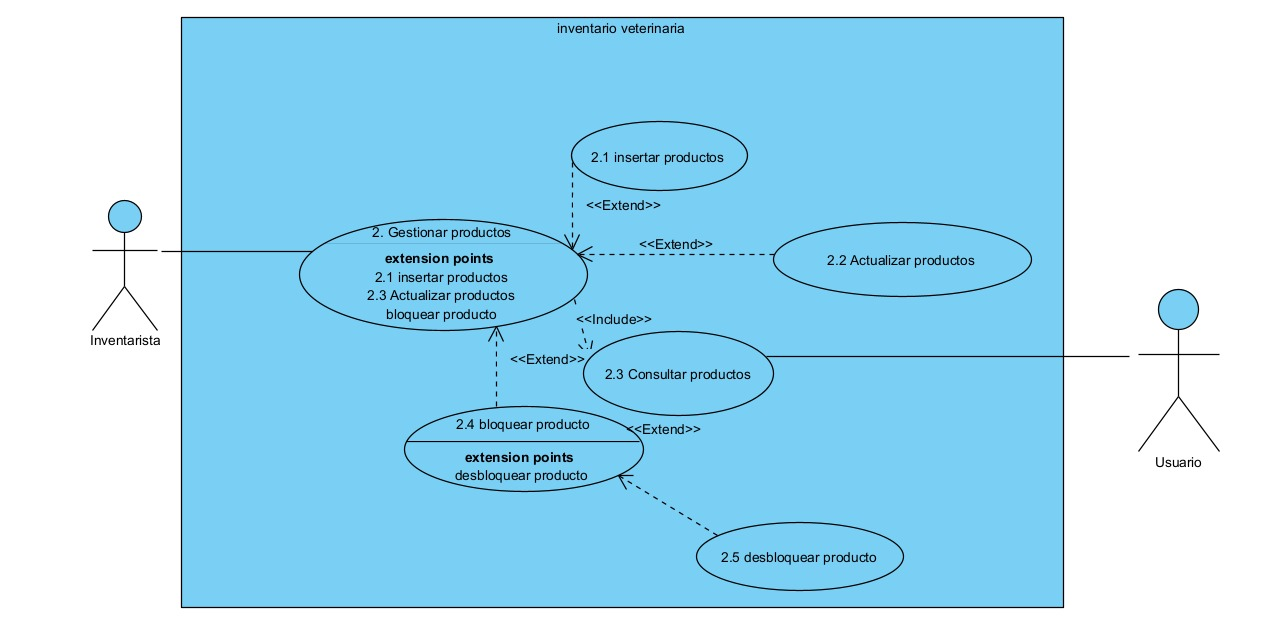 inventario veterinaria
2.1 insertar productos
<<Extend>>
2. Gestionar productos
extension points
2.1 insertar productos
2.3 Actualizar productos
bloquear producto
<<Extend>>
2.2 Actualizar productos
Inventarista
<<Include>>
<<Extend>>
2.3 Consultar productos
Usuario
2.4 bloquear producto
extension points
desbloquear producto
<<Extend>>
2.5 desbloquear producto